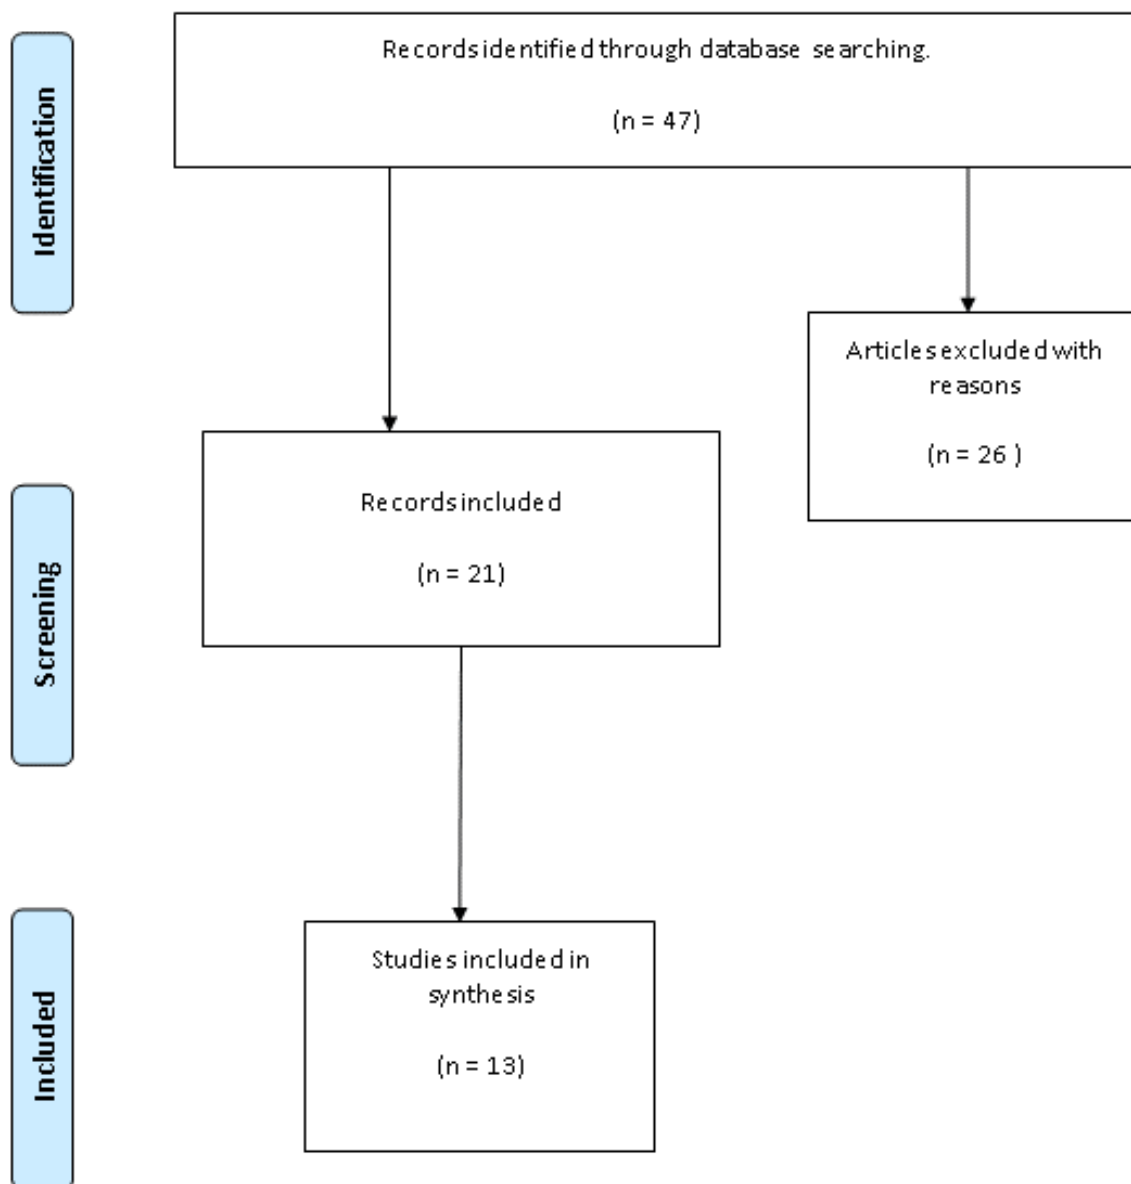 Identification
Records identified through database searching.
(n = 47)
Articles excluded with
reasons
(n = 26 )
Screening
Records included
(n = 21)
Included
Studies included in
synthesis
(n = 13)